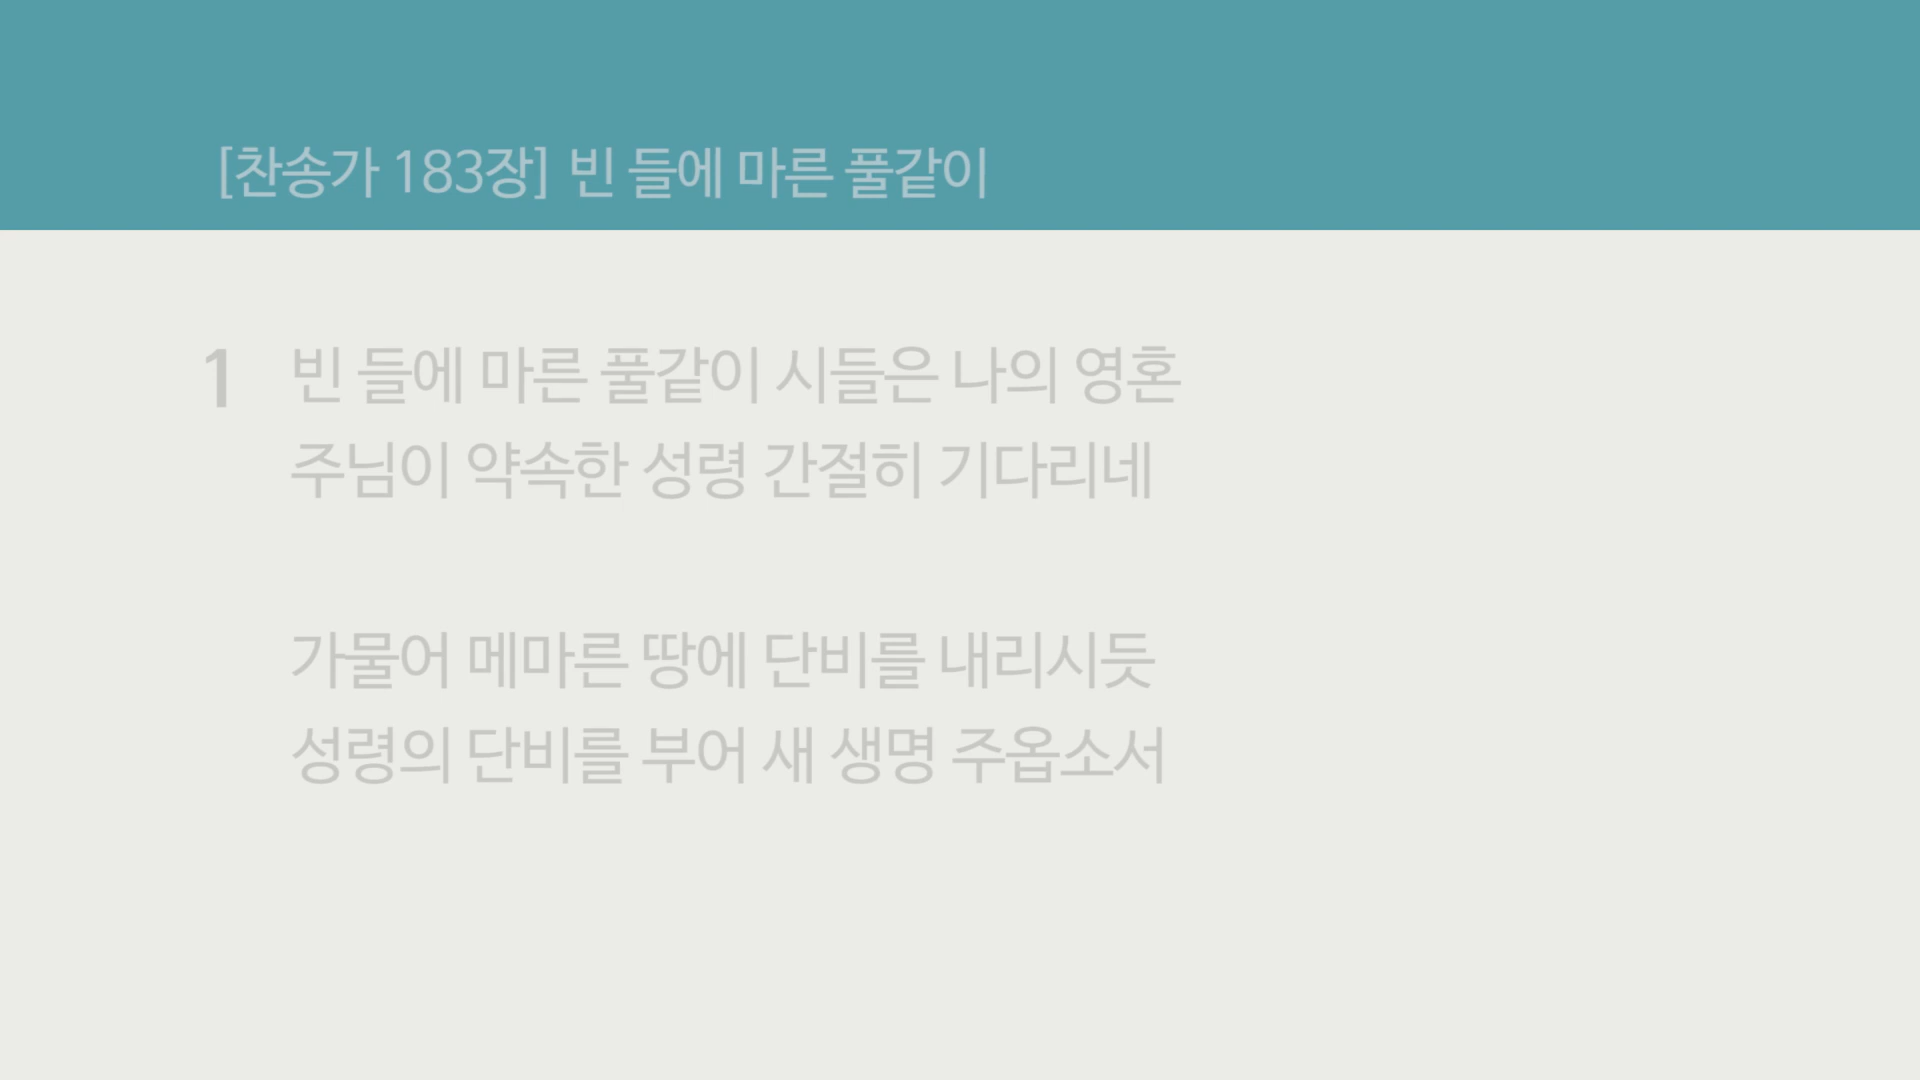 [찬송가 183장] 빈 들에 마른 풀같이
1 빈 들에 마른 풀같이 시들은 나의 영혼
주님이 약속한 성령 간절히 기다리네
가물어 메마른 땅에 단비를 내리시듯
성령의 단비를 부어 새 생명 주옵소서